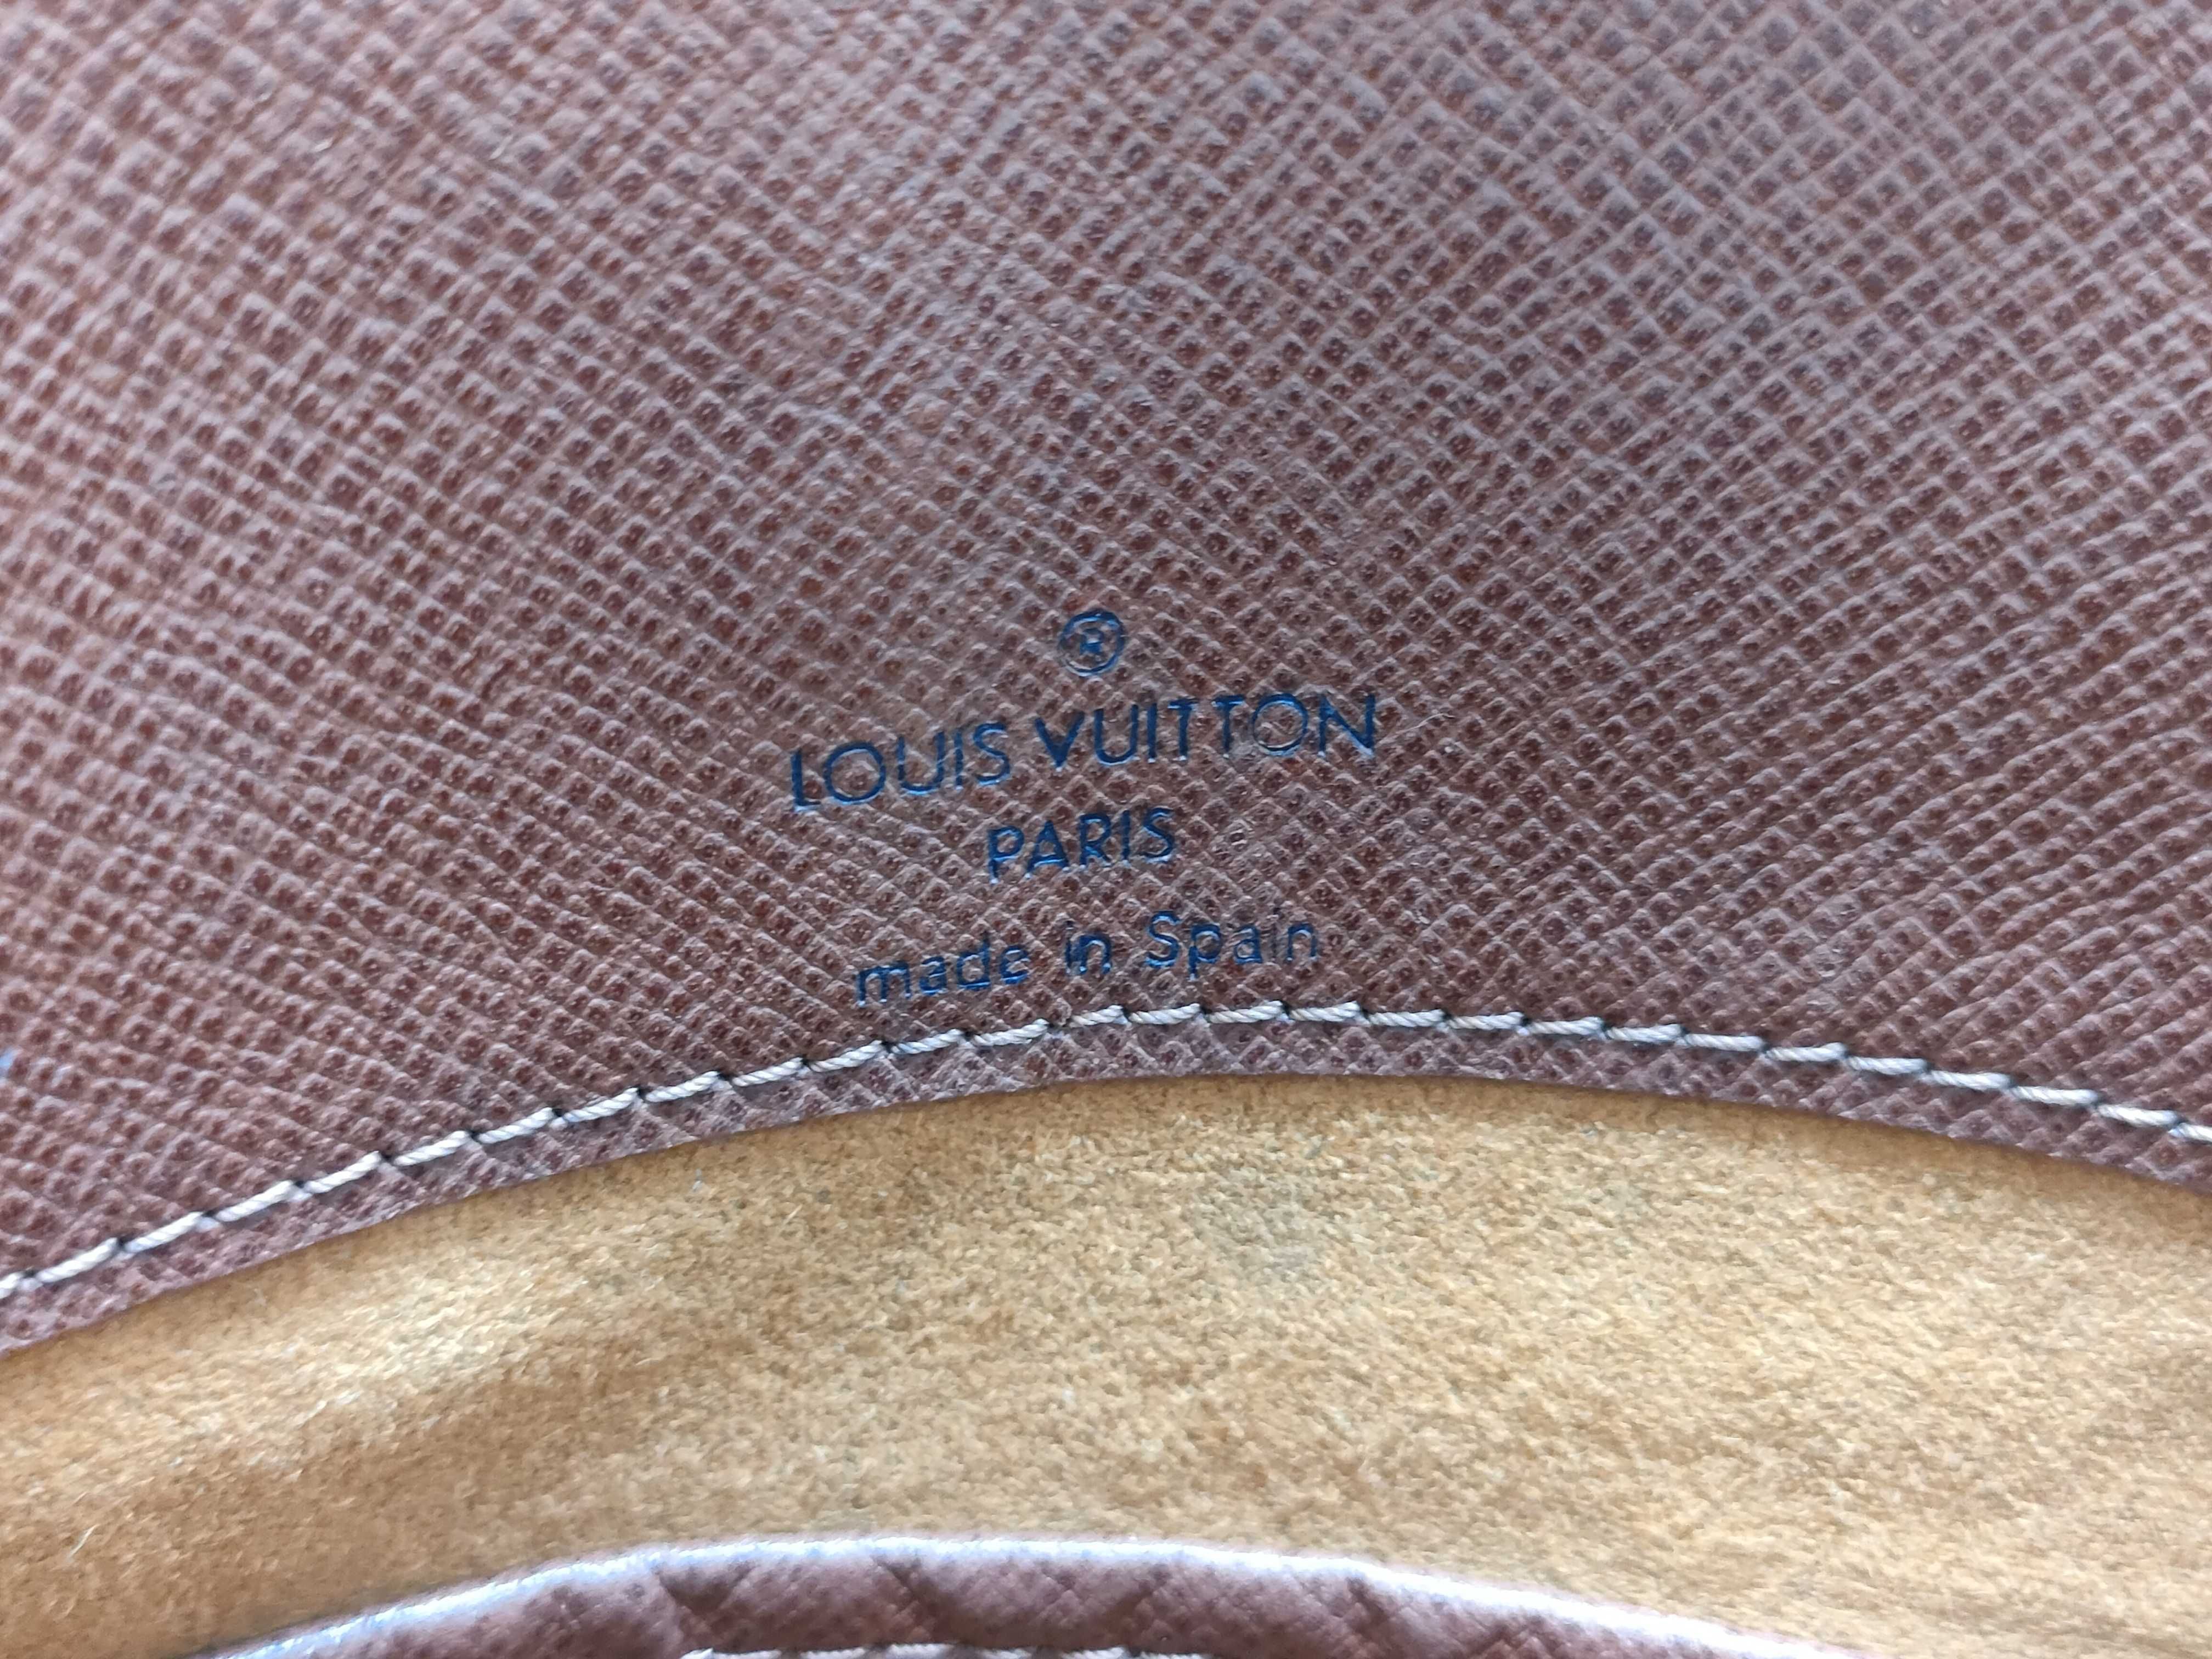 ®
LOUIS VUITTON
PARIS
made in Spain